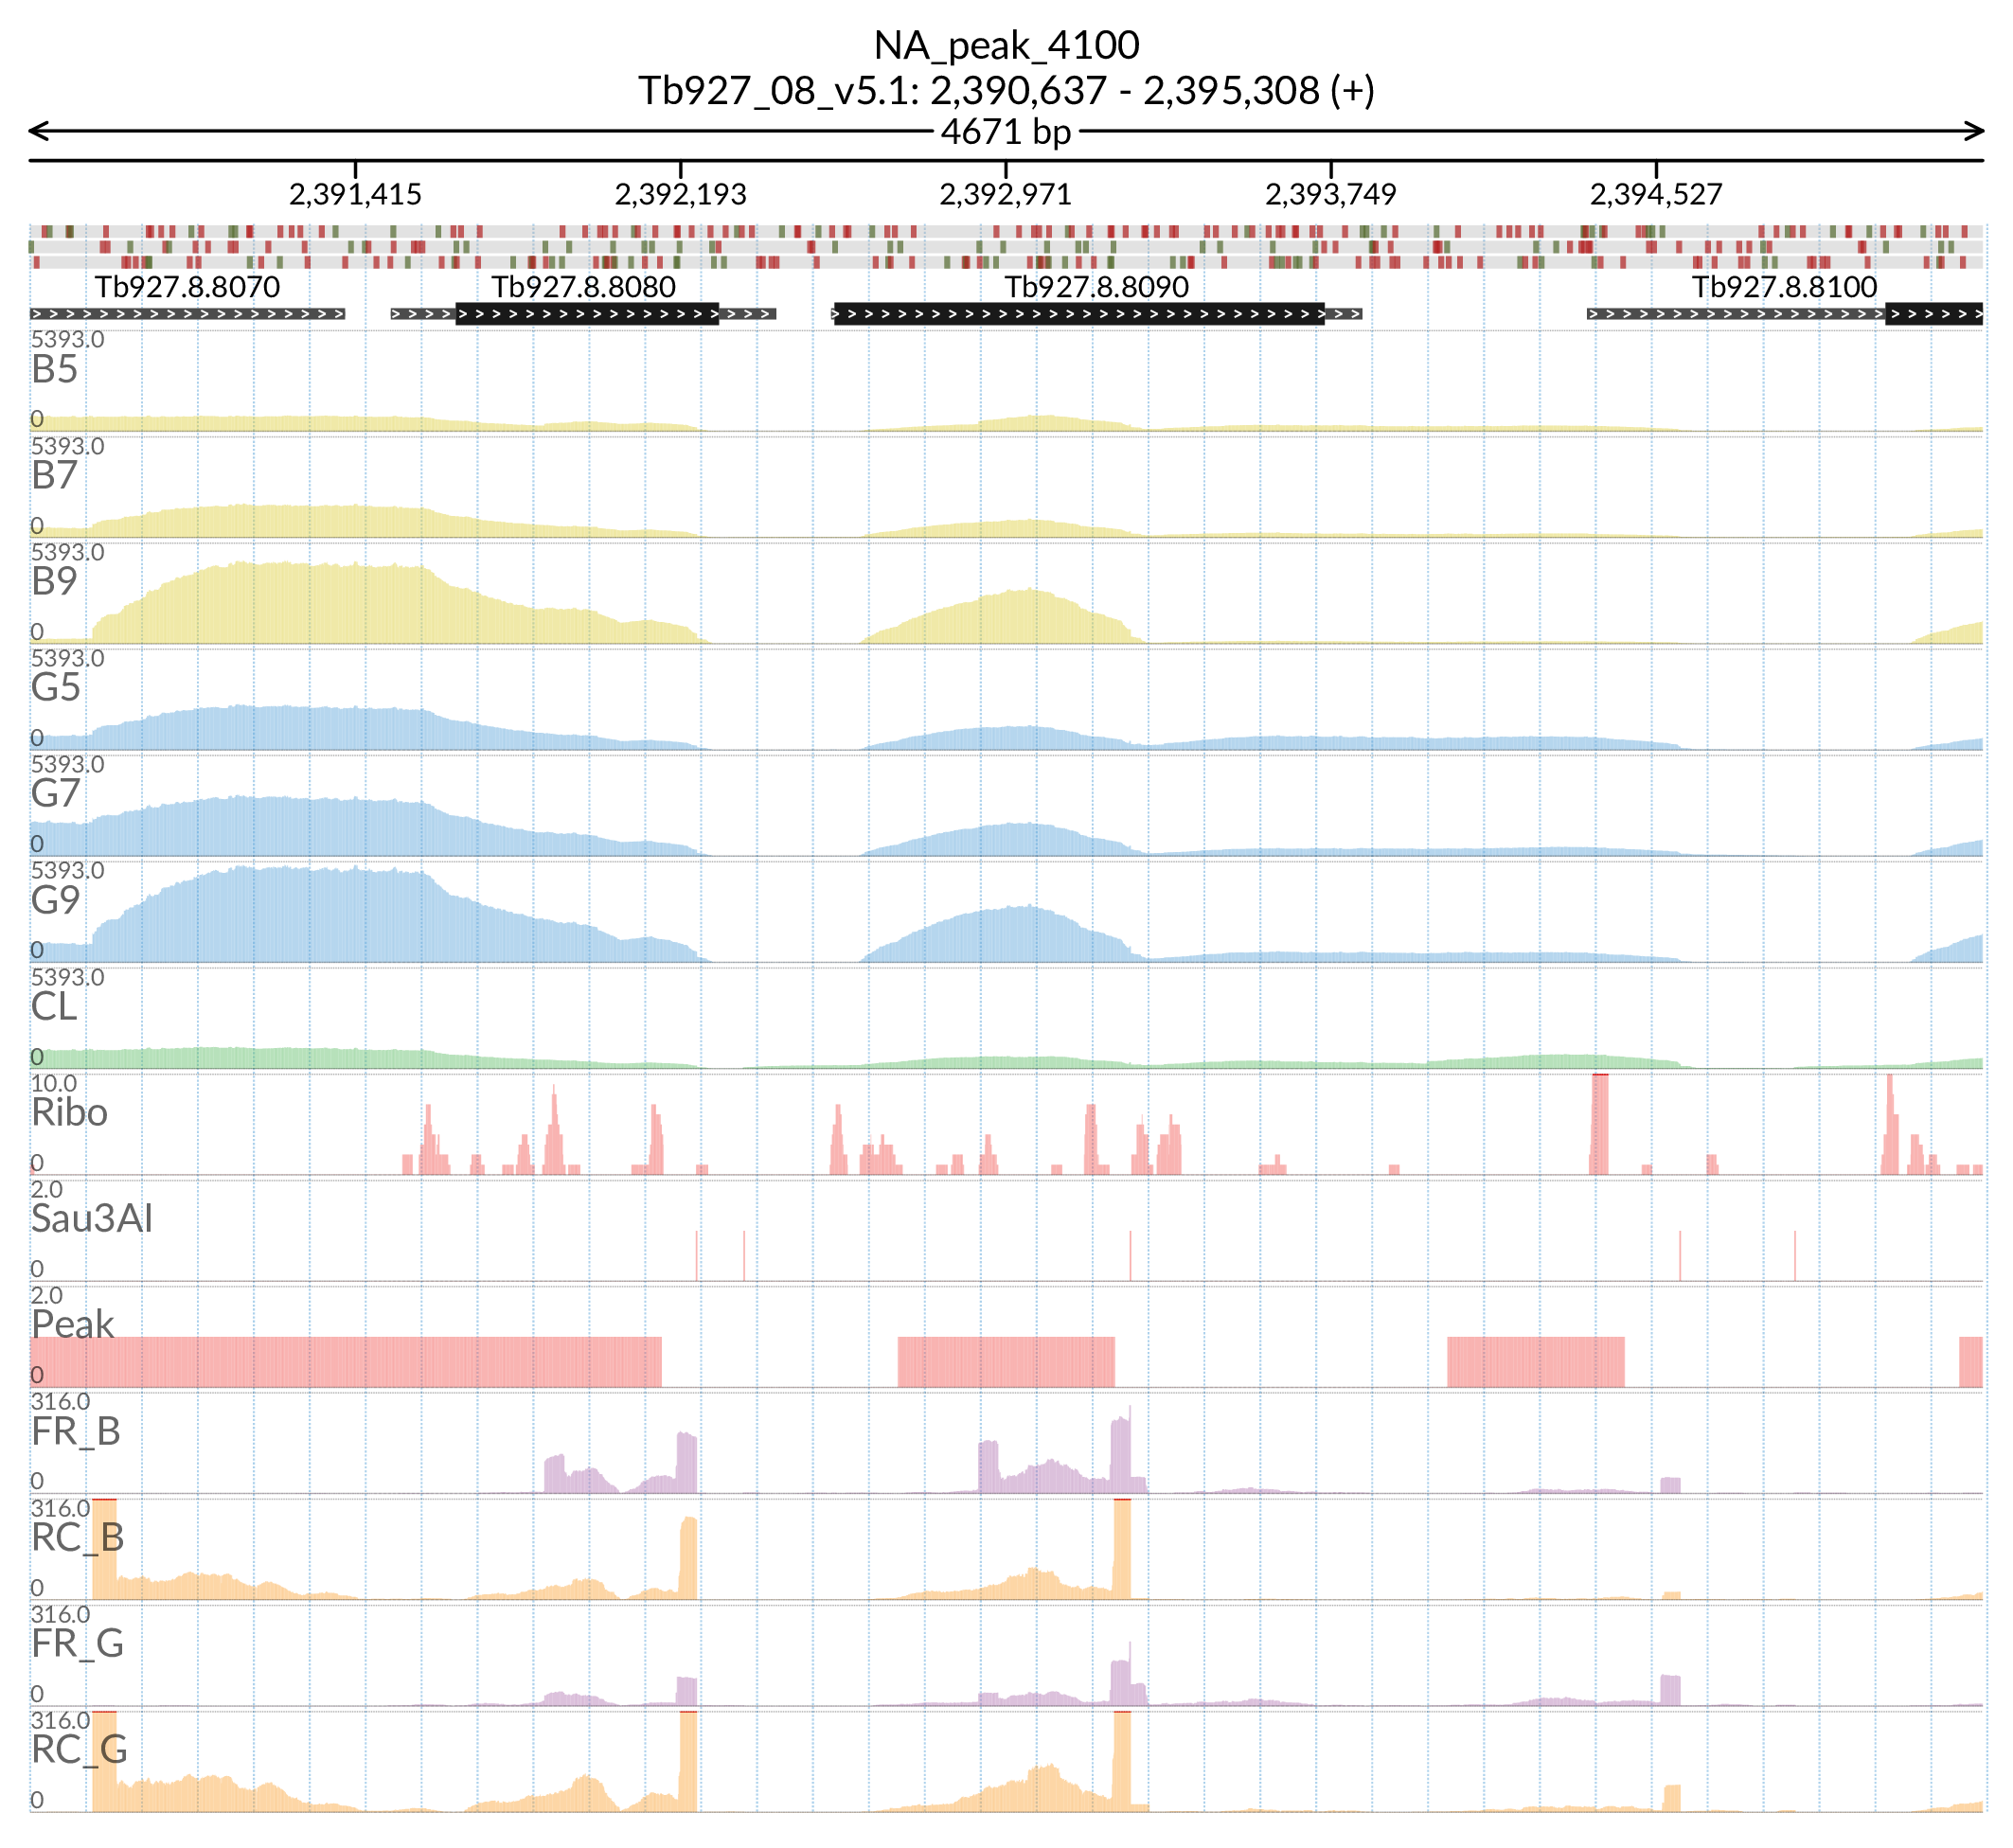 NA_peak_4100
Tb927_08_v5.1: 2,390,637 - 2,395,308 (+)
4671 bp
2,391,415 2,392,193 2,392,971 2,393,749 2,394,527
Tb927.8.8070 Tb927.8.8080 Tb927.8.8090 Tb927.8.8100
5393.0
B5
0
5393.0
B7
0
5393.0
B9
0
5393.0
G5
0
5393.0
G7
0
5393.0
G9
0
5393.0
CL
0
10.0
Ribo
0
2.0
Sau3AI
0
2.0
Peak
0
316.0
FR_B
0
316.0
RC_B
0
316.0
FR_G
0
316.0
RC_G
0